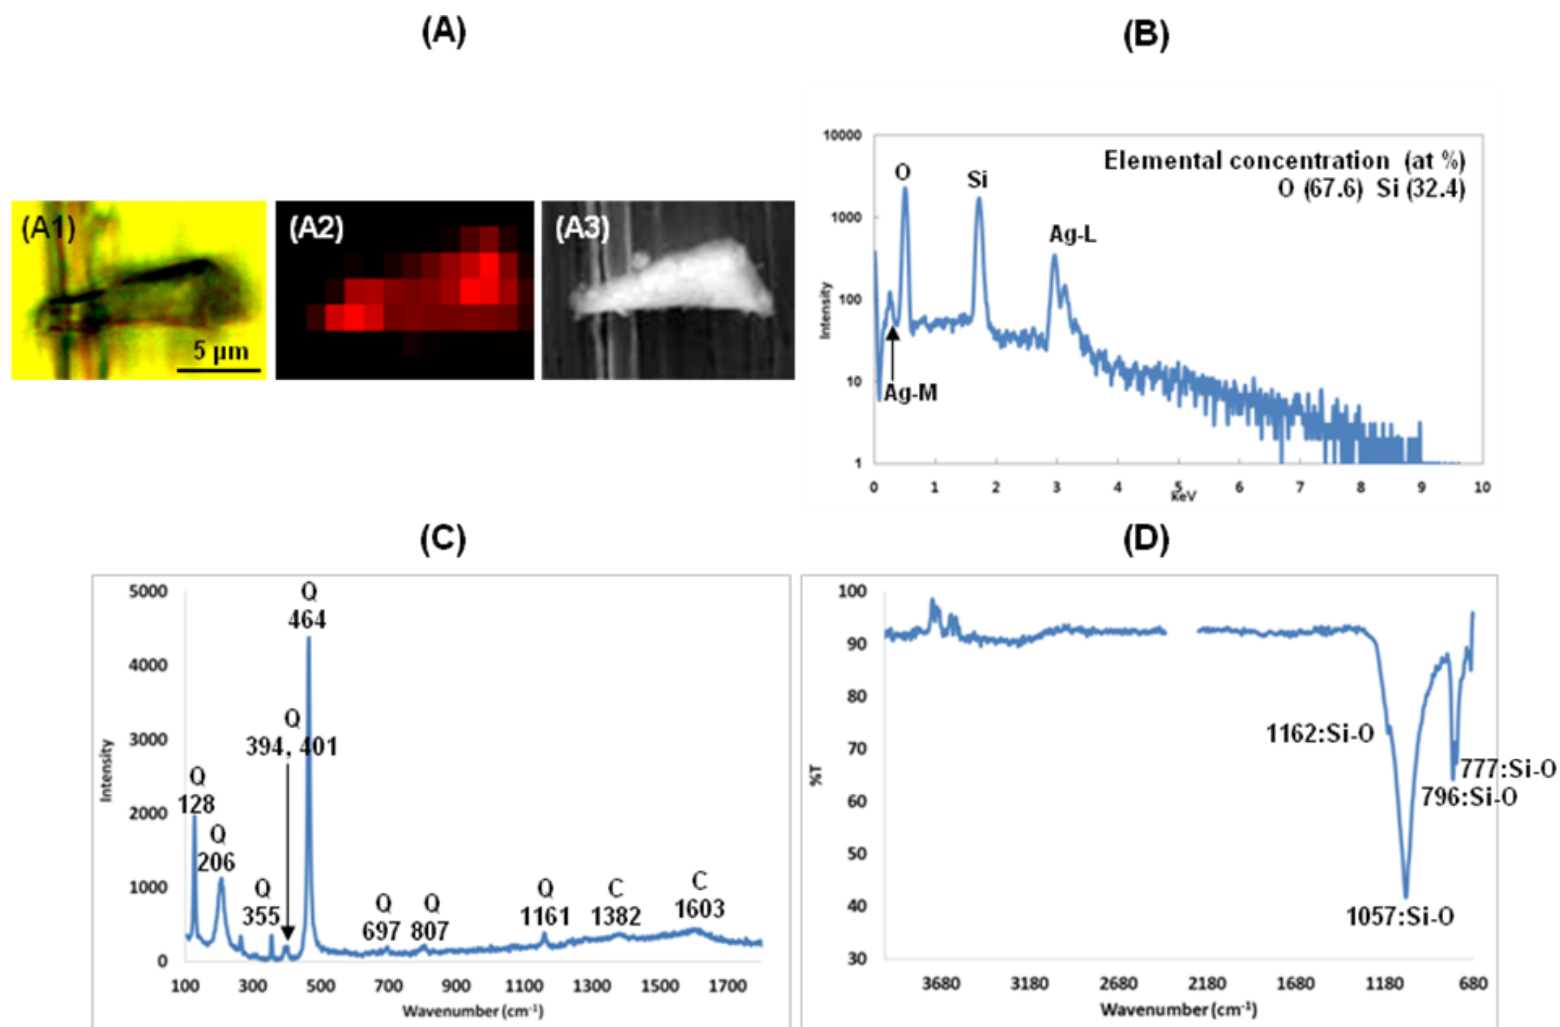 (A)
(A1)
5 µm
(A2)
(A3)
(B)
10000
1000
100
10
1
Intensity
Elemental concentration (at %)
O (67.6) Si (32.4)
O
Si
Ag-L
Ag-M
0 1 2 3 4 5 6 7 8 9 10
KeV
(C)
5000
4000
3000
2000
1000
0
Intensity
Q
464
Q
394, 401
Q
128
Q
206
Q
355
Q
697
Q
807
Q
1161
C
1382
C
1603
100 300 500 700 900 1100 1300 1500 1700
Wavenumber (cm-1)
(D)
100
90
80
70
60
50
40
30
%T
1162:Si-O
777:Si-O
796:Si-O
1057:Si-O
3680 3180 2680 2180 1680 1180 680
Wavenumber (cm-1)